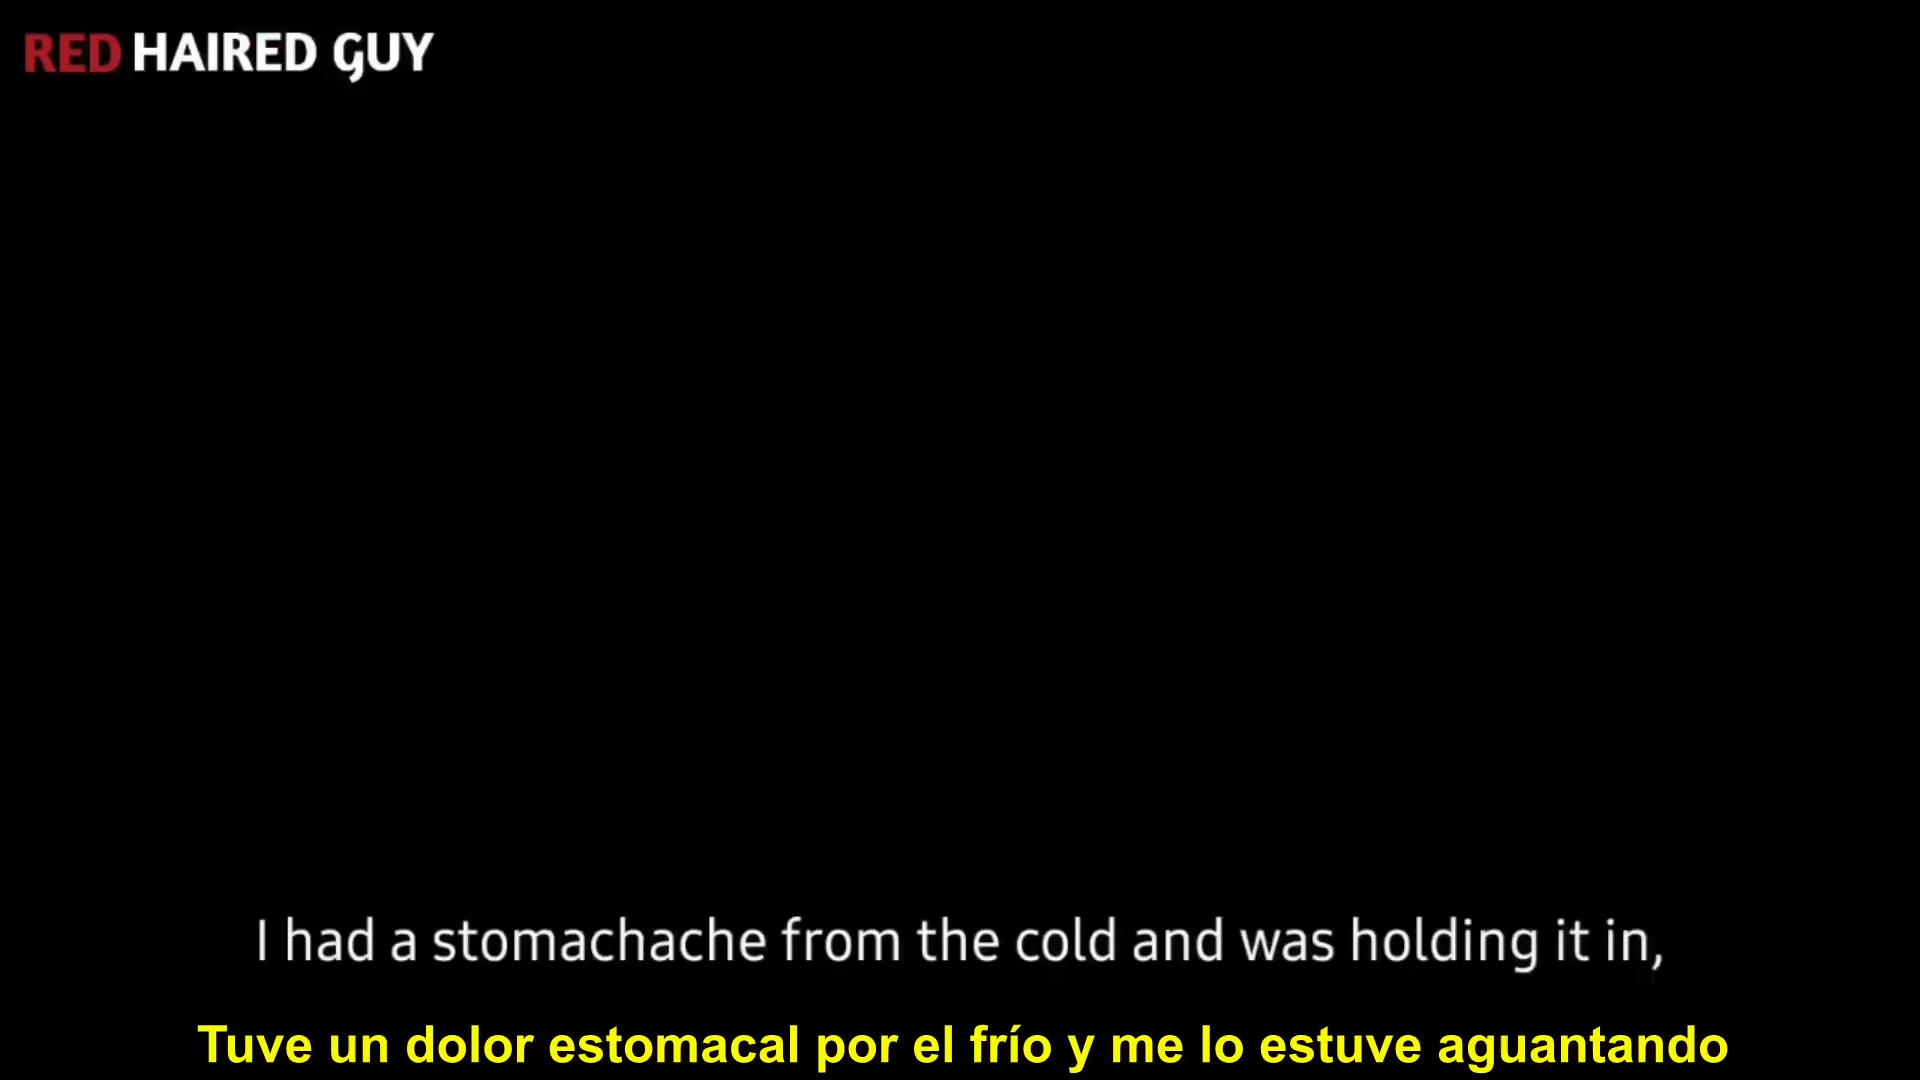 RED HAIRED GUY
I had a stomachache from the cold and was holding it in,
Tuve un dolor estomacal por el frío y me lo estuve aguantando